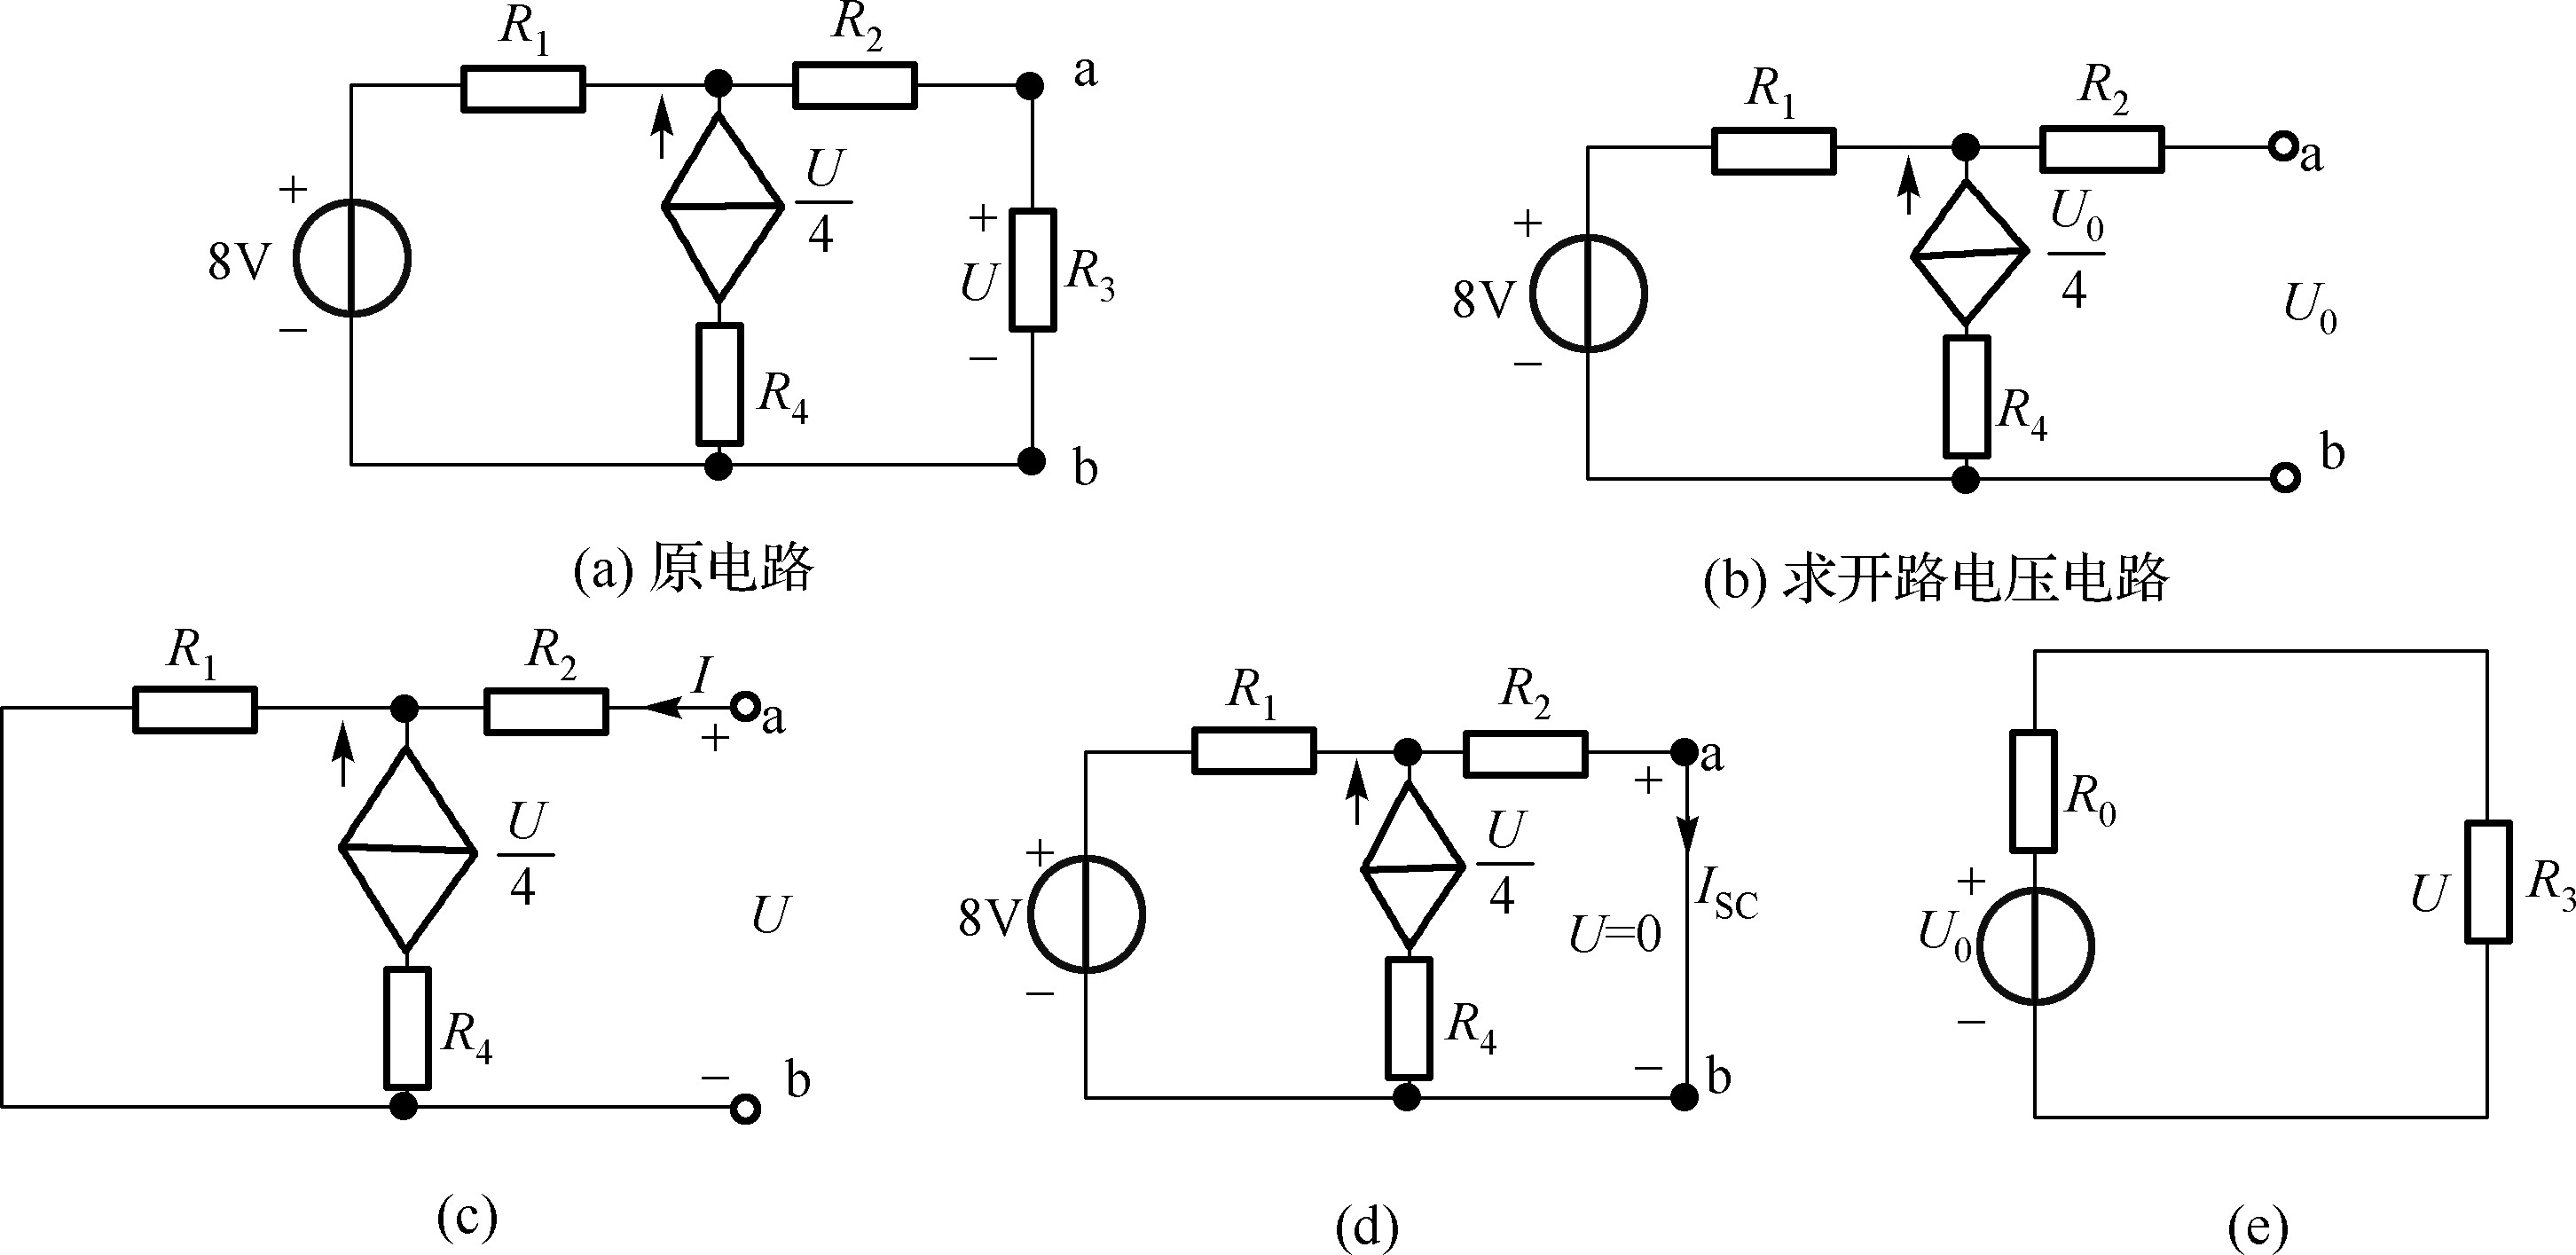 R₁ R₂ a
+ 8V −
U/4
+ U − R₃
R₄ b
(a) 原电路
R₁ R₂ a
+ 8V −
U₀/4
U₀
R₄ b
(b) 求开路电压电路
R₁ R₂ I a
+
U/4
U
R₄
− b
(c)
R₁ R₂ a
+
+ 8V −
U/4
U=0 I_SC
R₄
− b
(d)
R₀
+ U₀ −
U R₃
(e)